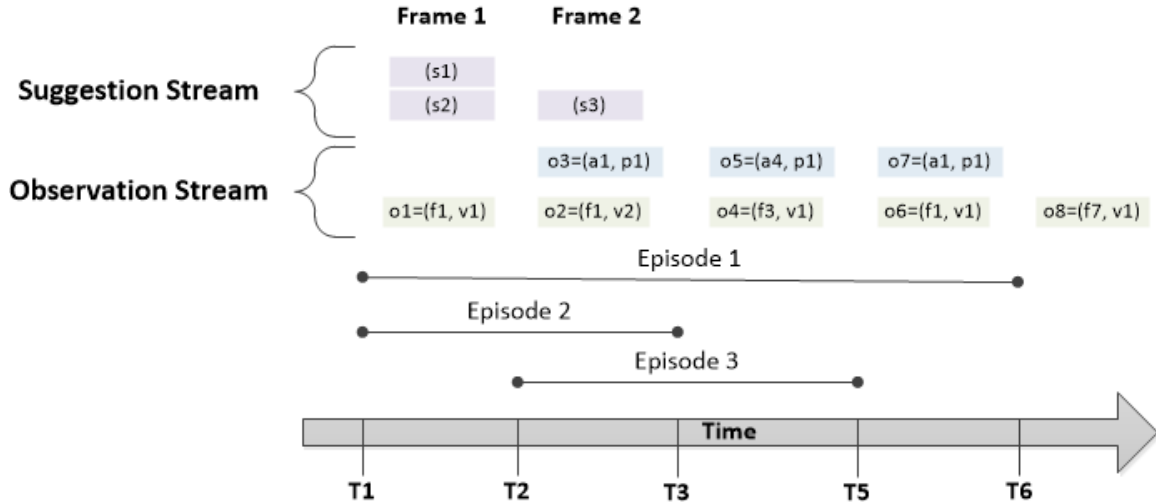 Frame 1 Frame 2
(s1)
Suggestion Stream
(s2) (s3)
o3=(a1, p1) o5=(a4, p1) o7=(a1, p1)
Observation Stream
o1=(f1, v1) o2=(f1, v2) o4=(f3, v1) o6=(f1, v1) o8=(f7, v1)
Episode 1
Episode 2
Episode 3
Time
T1 T2 T3 T5 T6